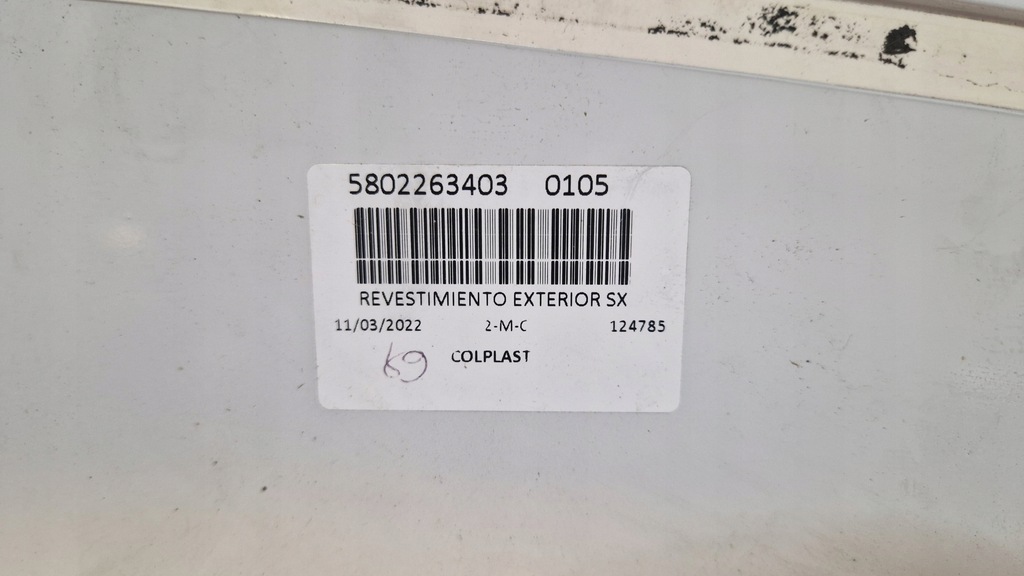 5802263403 0105
REVESTIMIENTO EXTERIOR SX
11/03/2022 2-M-C 124785
K9 COLPLAST